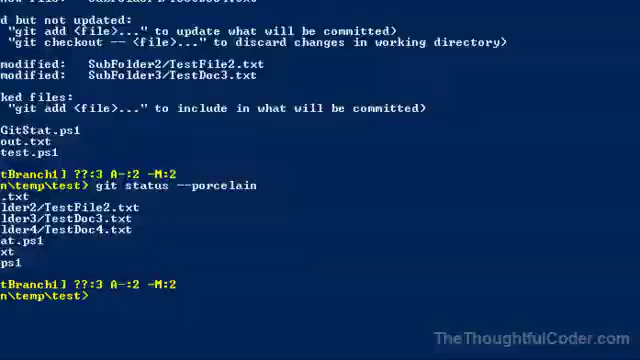 d but not updated:
"git add <file>..." to update what will be committed)
"git checkout -- <file>..." to discard changes in working directory)
modified: SubFolder2/TestFile2.txt
modified: SubFolder3/TestDoc3.txt
ked files:
"git add <file>..." to include in what will be committed)
GitStat.ps1
out.txt
test.ps1
tBranch1] ??:3 A-:2 -M:2
n\temp\test> git status --porcelain
.txt
lder2/TestFile2.txt
lder3/TestDoc3.txt
lder4/TestDoc4.txt
at.ps1
xt
ps1
tBranch1] ??:3 A-:2 -M:2
n\temp\test>
TheThoughtfulCoder.com